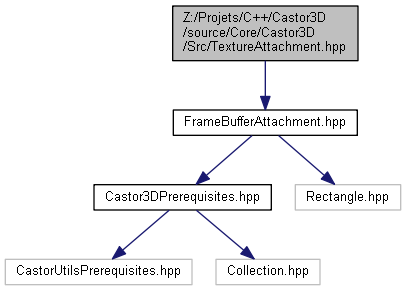 Z:/Projets/C++/Castor3D
/source/Core/Castor3D
/Src/TextureAttachment.hpp
FrameBufferAttachment.hpp
Castor3DPrerequisites.hpp
Rectangle.hpp
CastorUtilsPrerequisites.hpp
Collection.hpp